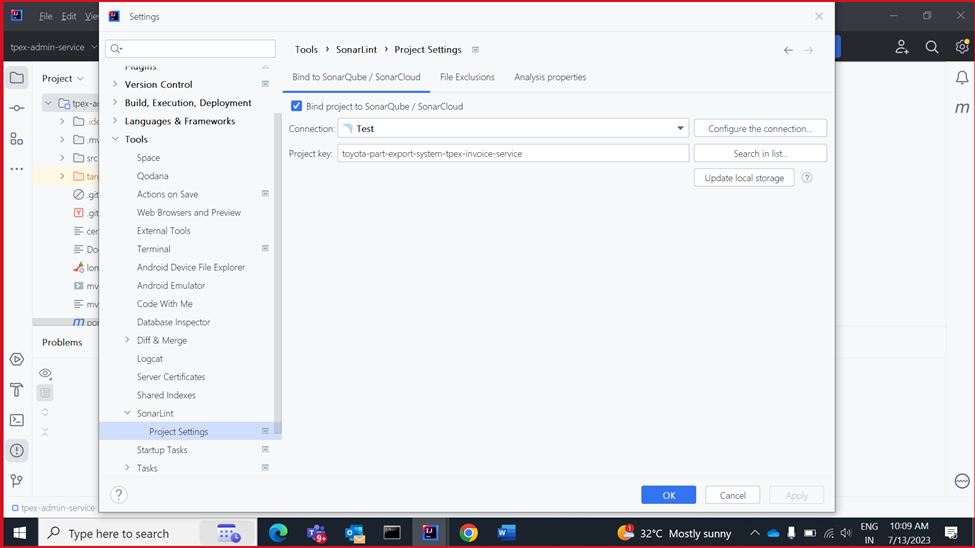 File Edit Vie
Settings
tpex-admin-service
Tools › SonarLint › Project Settings
Project
Bind to SonarQube / SonarCloud File Exclusions Analysis properties
tpex-ad
.ide
.mv
src
tar
.git
.git
cer
Do
lom
mv
mv
pon
Plugins
Version Control
Build, Execution, Deployment
Languages & Frameworks
Tools
Space
Qodana
Actions on Save
Web Browsers and Preview
External Tools
Terminal
Android Device File Explorer
Android Emulator
Code With Me
Database Inspector
Diff & Merge
Logcat
Server Certificates
Shared Indexes
SonarLint
Project Settings
Startup Tasks
Tasks
Bind project to SonarQube / SonarCloud
Connection: Test Configure the connection...
Project key: toyota-part-export-system-tpex-invoice-service Search in list...
Update local storage ?
m
Problems
? OK Cancel Apply
tpex-admin-service
Type here to search
9+
32°C Mostly sunny
ENG
IN
10:09 AM
7/13/2023